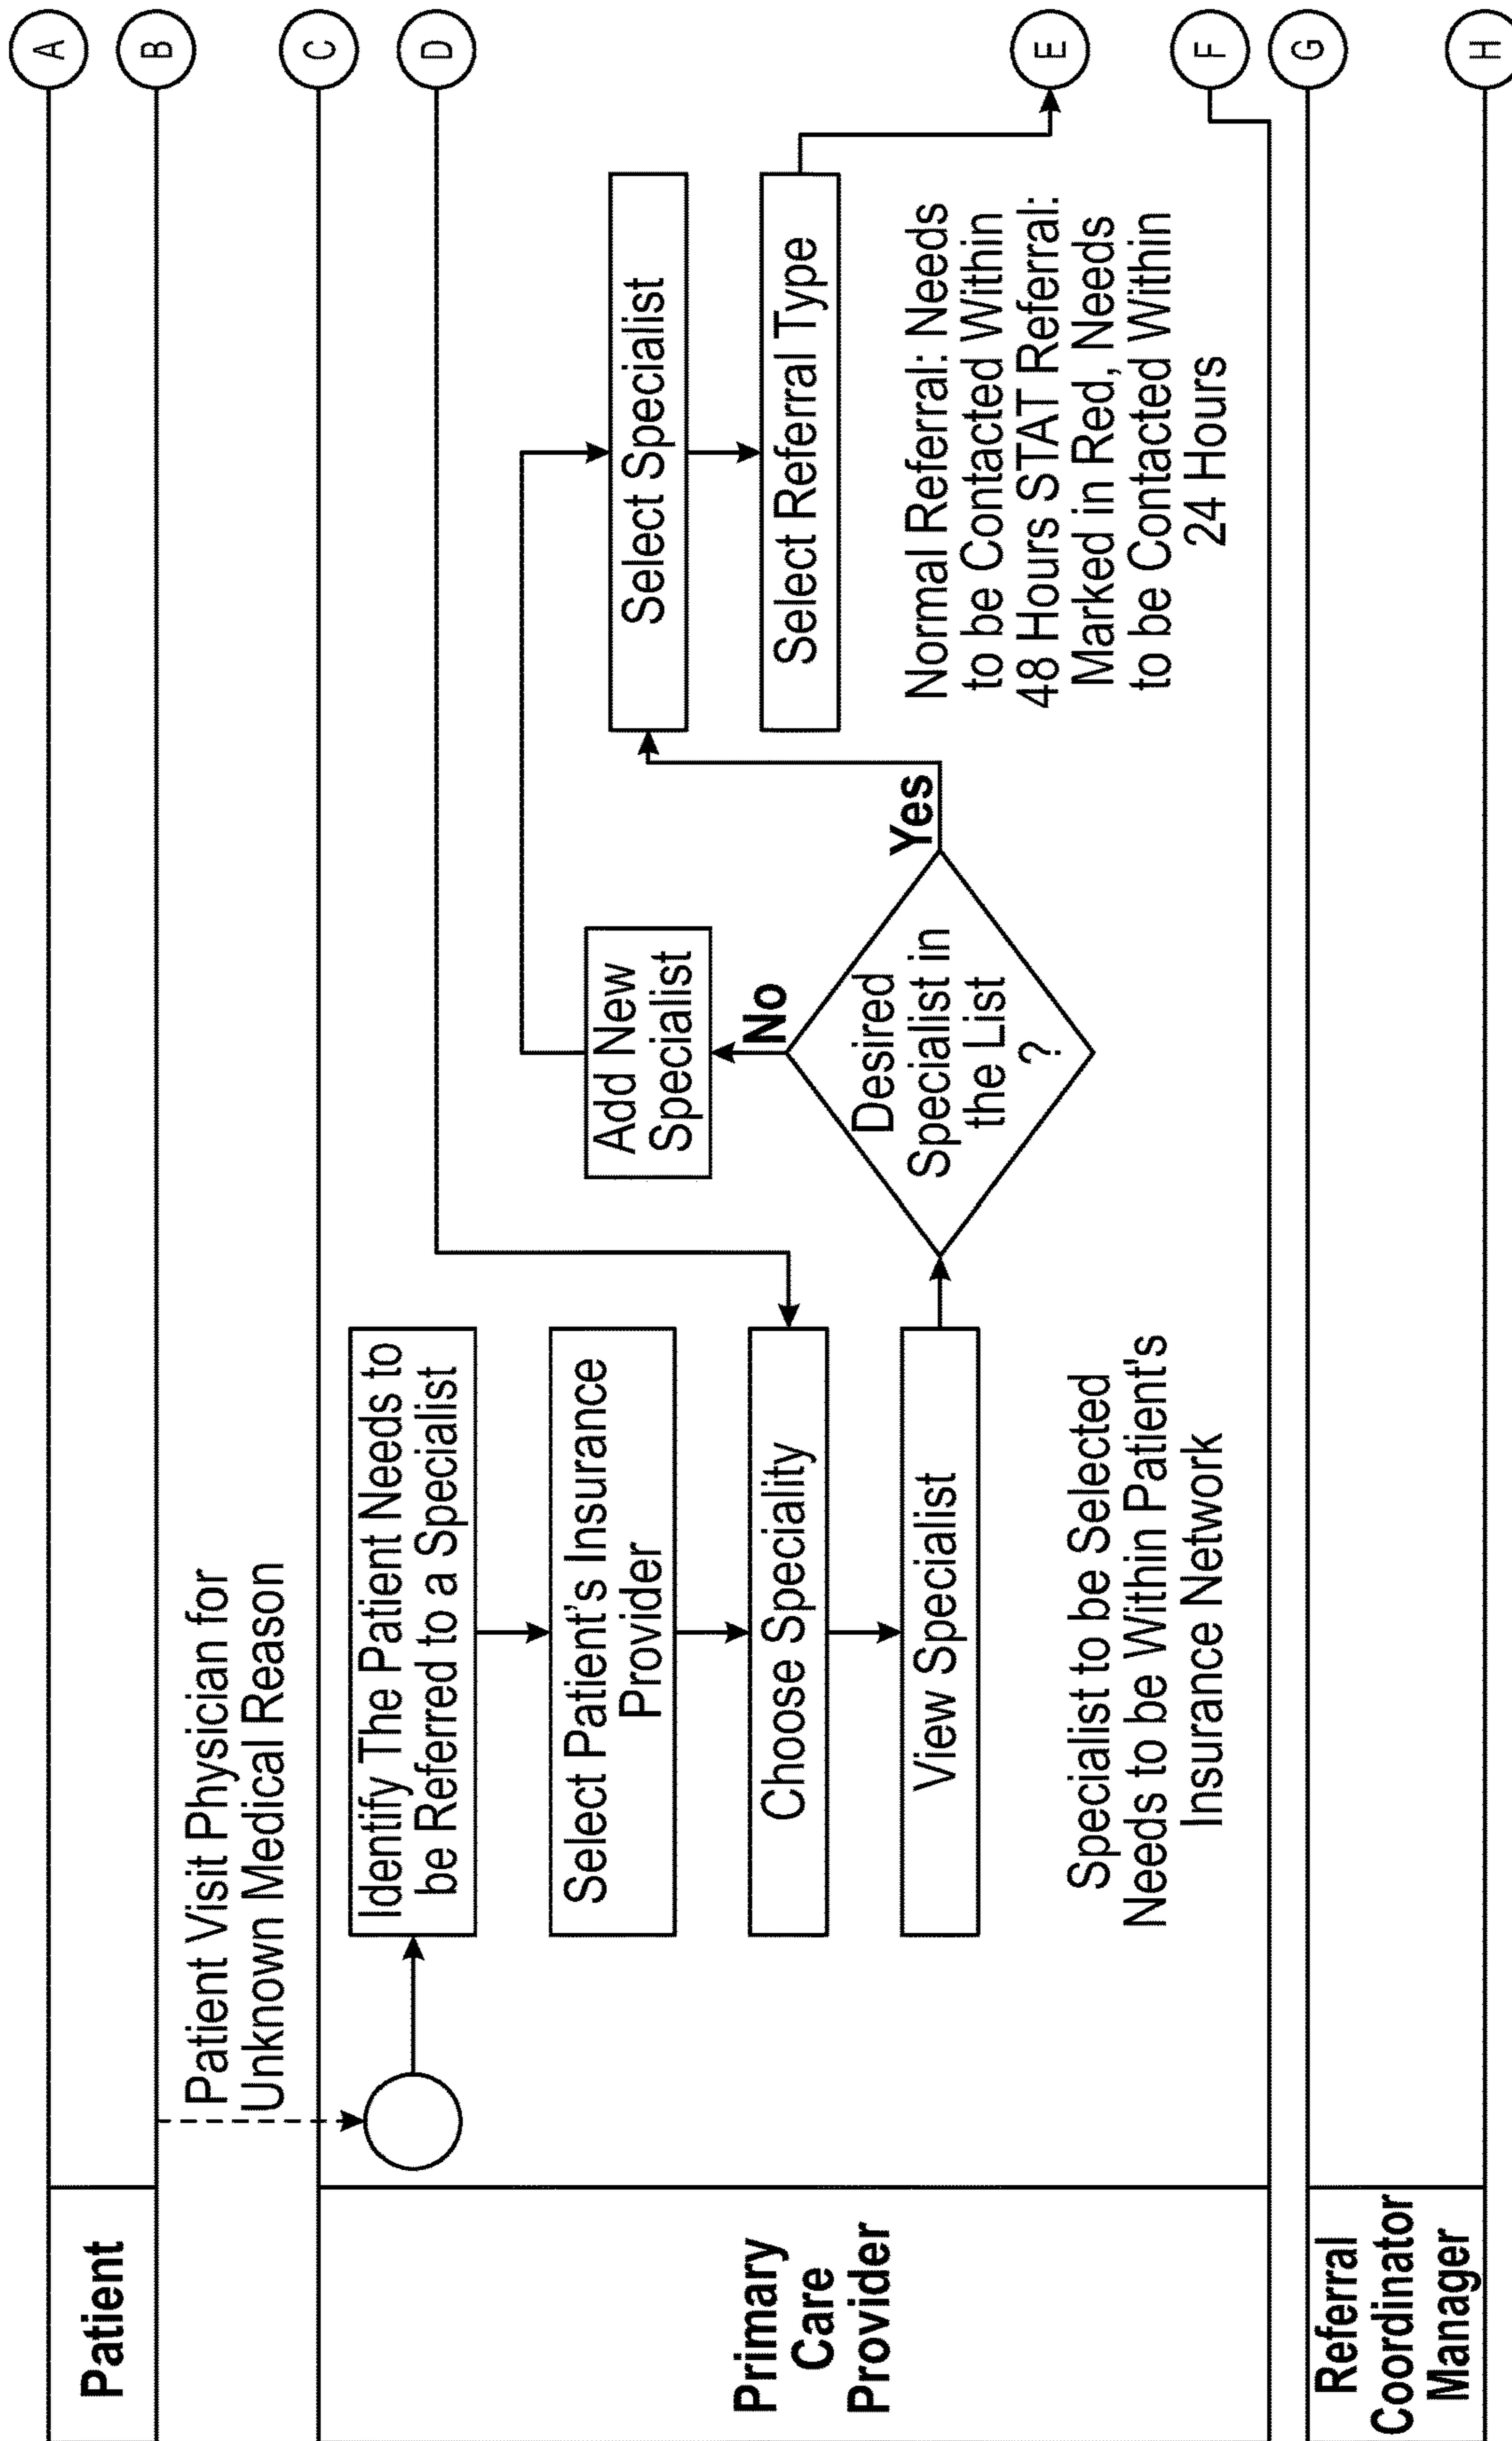 Patient
A
B
Patient Visit Physician for
Unknown Medical Reason
Primary
Care
Provider
C
D
Identify The Patient Needs to
be Referred to a Specialist
Select Patient's Insurance
Provider
Choose Speciality
View Specialist
Specialist to be Selected
Needs to be Within Patient's
Insurance Network
Add New
Specialist
No
Desired
Specialist in
the List
?
Yes
Select Specialist
Select Referral Type
Normal Referral: Needs
to be Contacted Within
48 Hours STAT Referral:
Marked in Red, Needs
to be Contacted Within
24 Hours
E
F
Referral
Coordinator
Manager
G
H